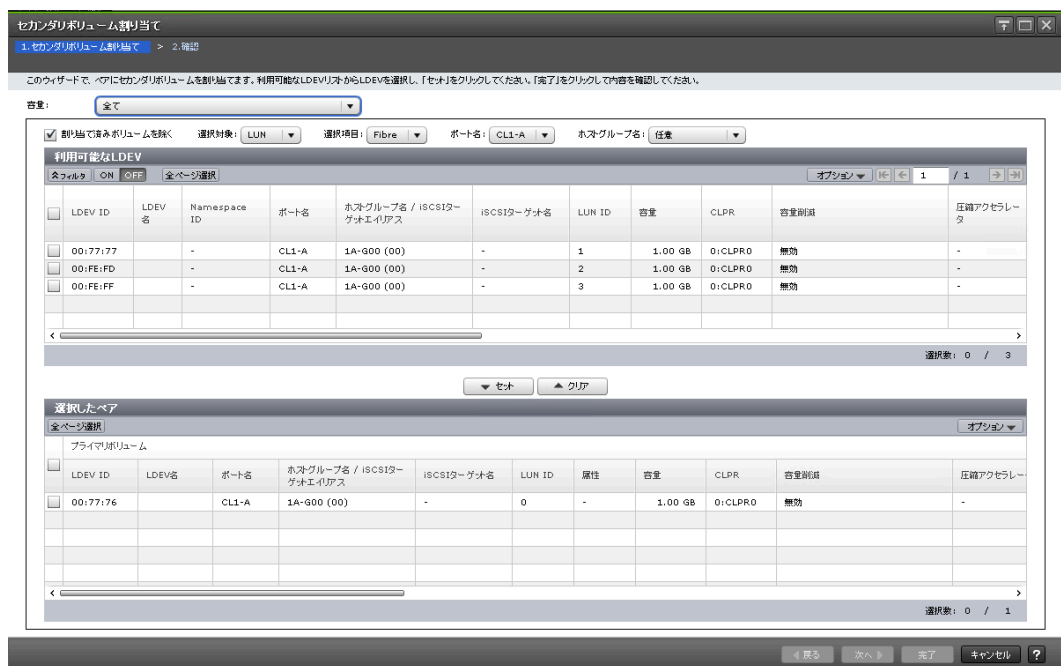 セカンダリボリューム割り当て
1.セカンダリボリューム割り当て > 2.確認
このウィザードで、ペアにセカンダリボリュームを割り当てます。利用可能なLDEVリストからLDEVを選択し、「セット」をクリックしてください。「完了」をクリックして内容を確認してください。
容量: 全て
割り当て済みボリュームを除く 選択対象: LUN 選択項目: Fibre ポート名: CL1-A ホストグループ名: 任意
利用可能なLDEV
フィルタ ON OFF 全ページ選択 オプション 1 / 1
LDEV ID LDEV名 Namespace ID ポート名 ホストグループ名 / iSCSIターゲットエイリアス iSCSIターゲット名 LUN ID 容量 CLPR 容量削減 圧縮アクセラレータ
00:77:77 - CL1-A 1A-G00 (00) - 1 1.00 GB 0:CLPR0 無効 -
00:FE:FD - CL1-A 1A-G00 (00) - 2 1.00 GB 0:CLPR0 無効 -
00:FE:FF - CL1-A 1A-G00 (00) - 3 1.00 GB 0:CLPR0 無効 -
選択数: 0 / 3
セット クリア
選択したペア
全ページ選択 オプション
プライマリボリューム
LDEV ID LDEV名 ポート名 ホストグループ名 / iSCSIターゲットエイリアス iSCSIターゲット名 LUN ID 属性 容量 CLPR 容量削減 圧縮アクセラレー
00:77:76 CL1-A 1A-G00 (00) - 0 - 1.00 GB 0:CLPR0 無効 -
選択数: 0 / 1
戻る 次へ 完了 キャンセル ?